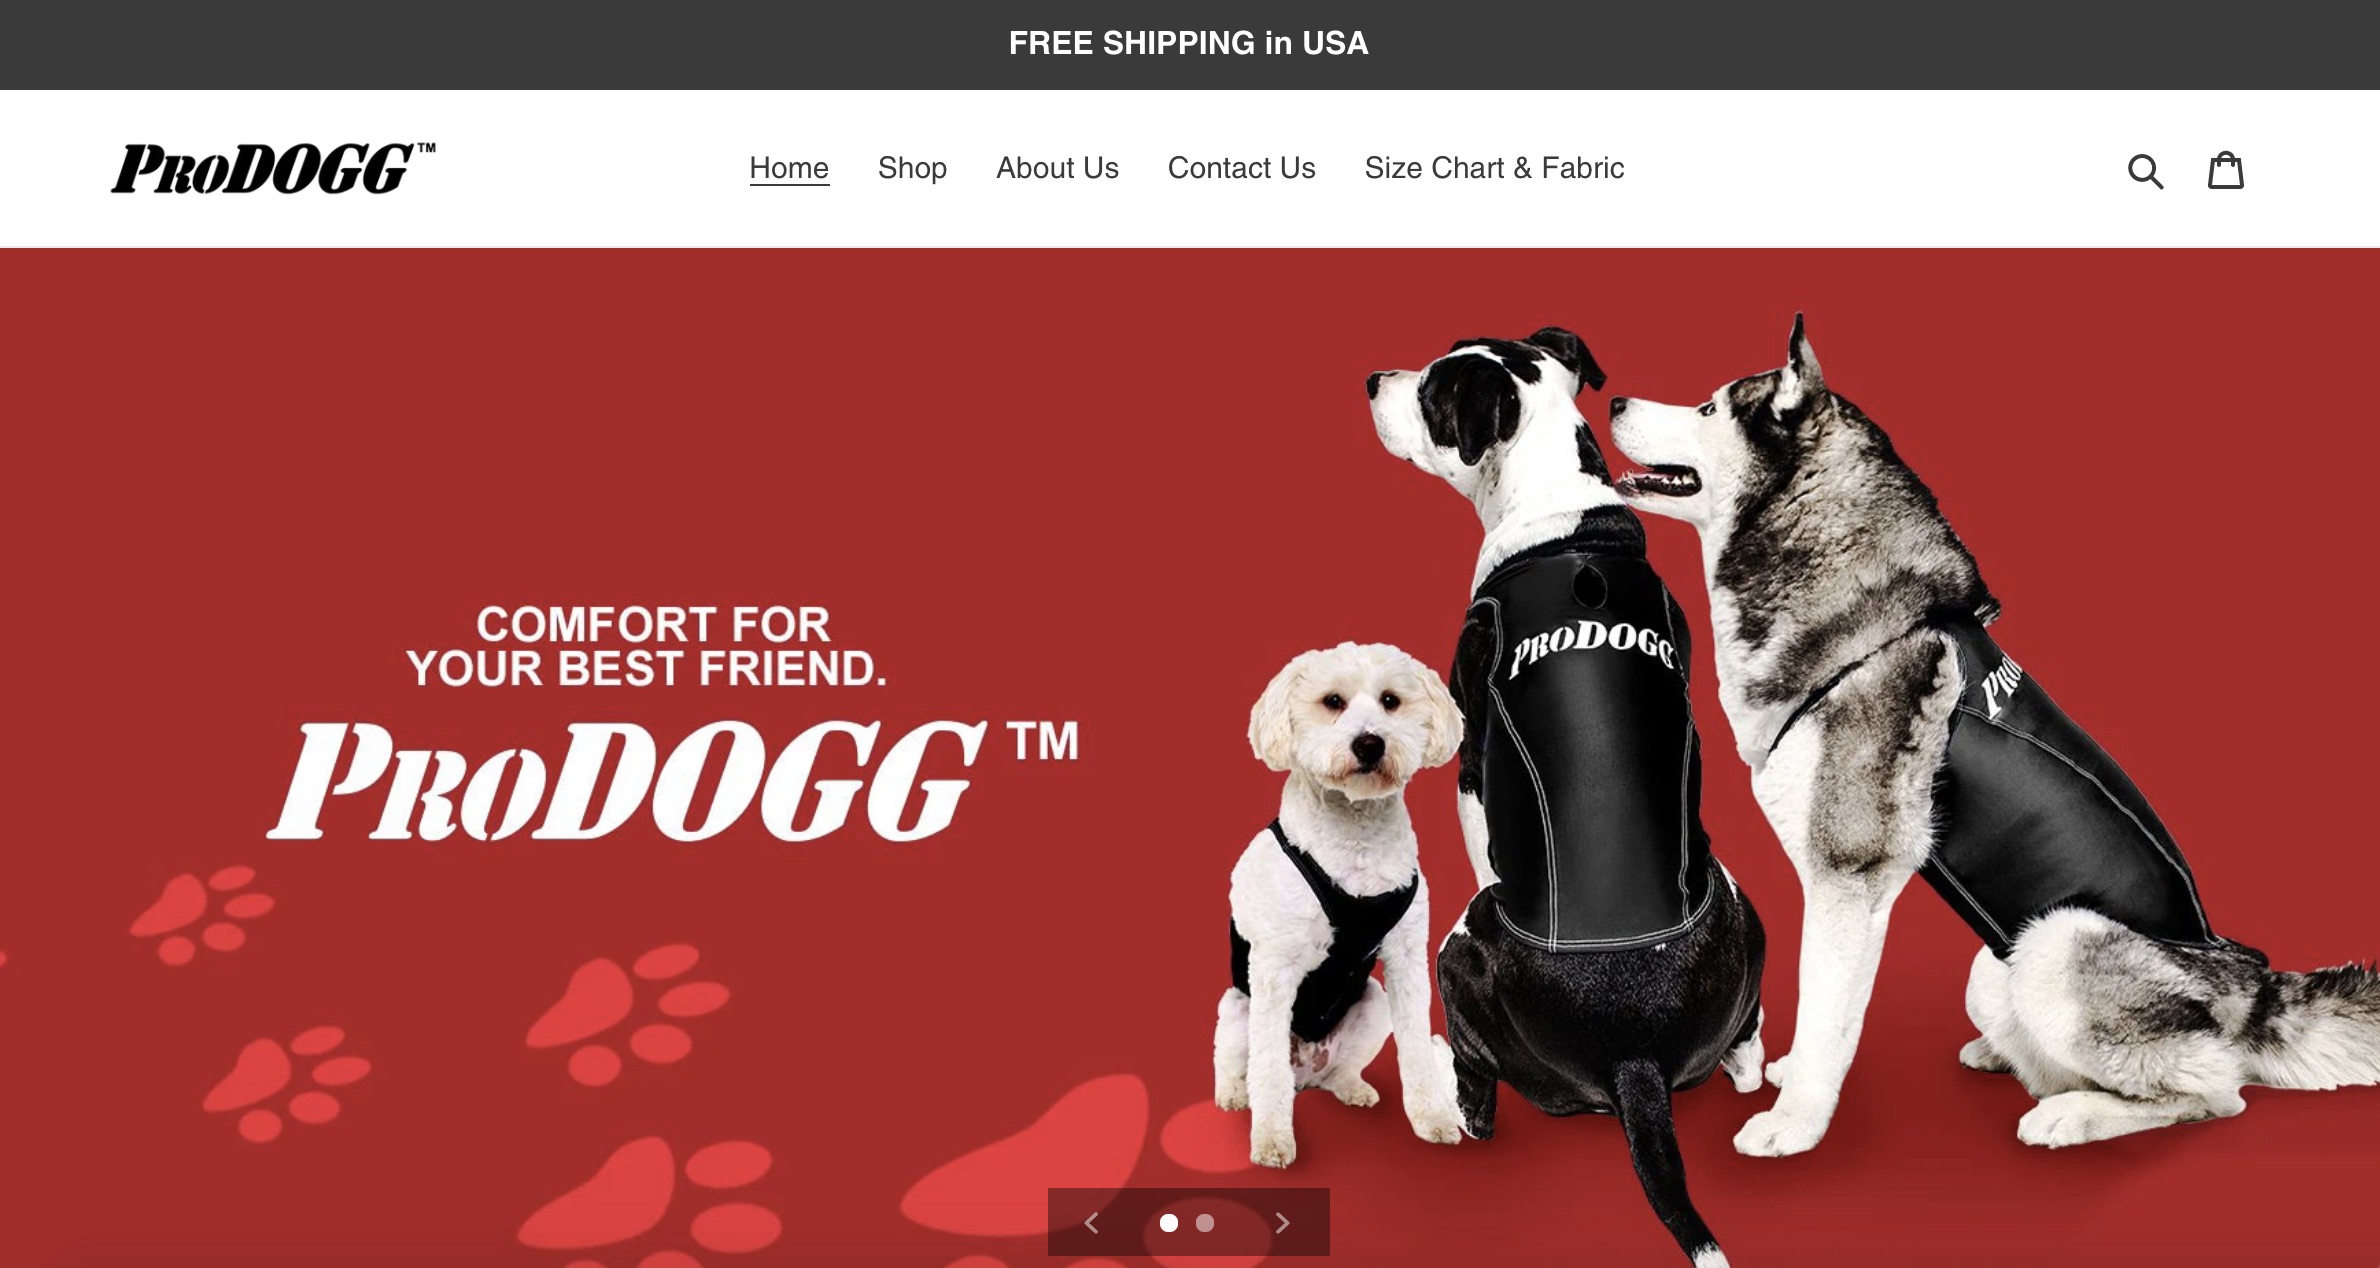 FREE SHIPPING in USA
PRODOGG™
Home
Shop
About Us
Contact Us
Size Chart & Fabric
COMFORT FOR
YOUR BEST FRIEND.
PRODOGG™
PRODOGG
PRO